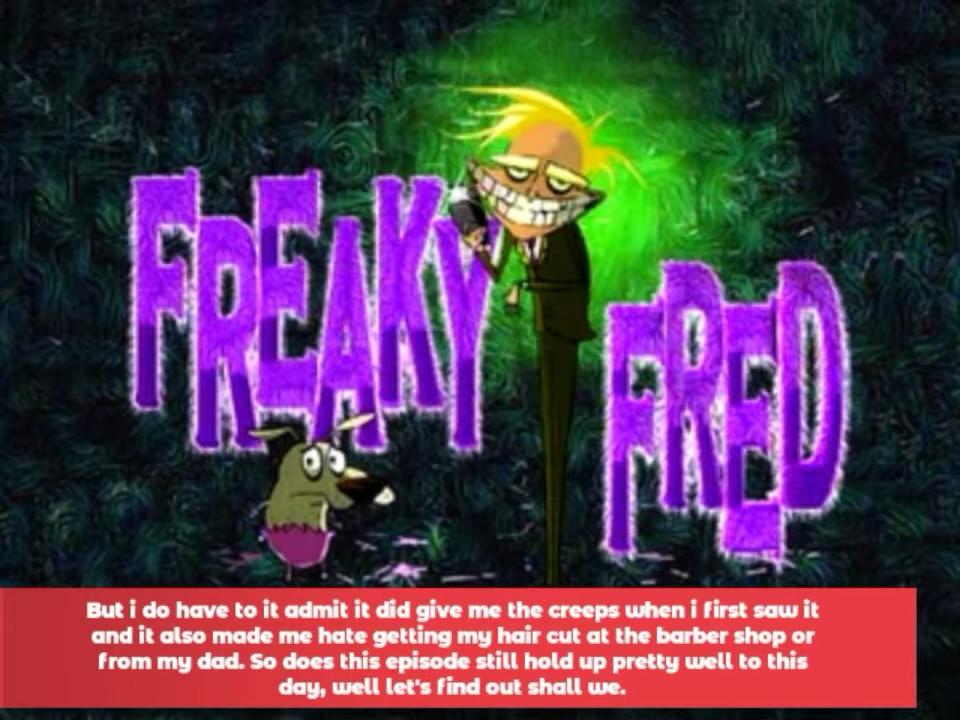 FREAKY
FRED
But i do have to it admit it did give me the creeps when i first saw it
and it also made me hate getting my hair cut at the barber shop or
from my dad. So does this episode still hold up pretty well to this
day, well let's find out shall we.